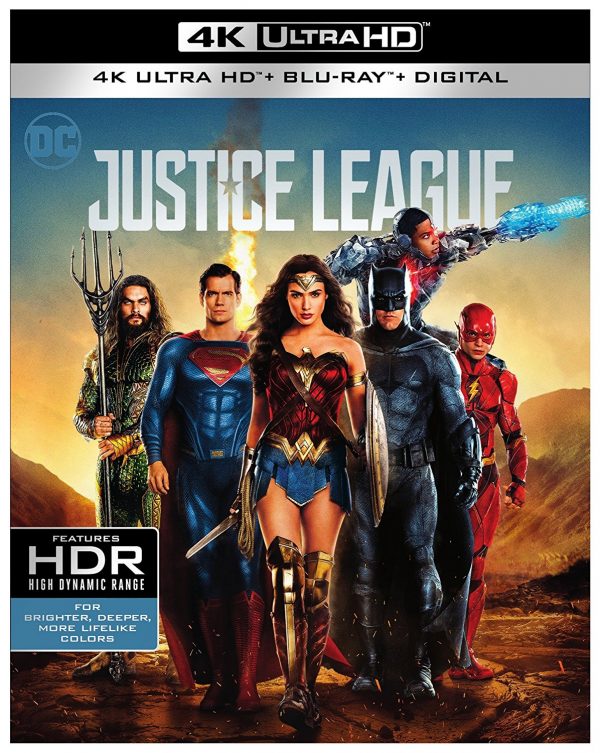 4K ULTRA HD™
4K ULTRA HD™ + BLU-RAY™ + DIGITAL
DC
JUSTICE LEAGUE
S
FEATURES
HDR
HIGH DYNAMIC RANGE
FOR
BRIGHTER, DEEPER,
MORE LIFELIKE
COLORS